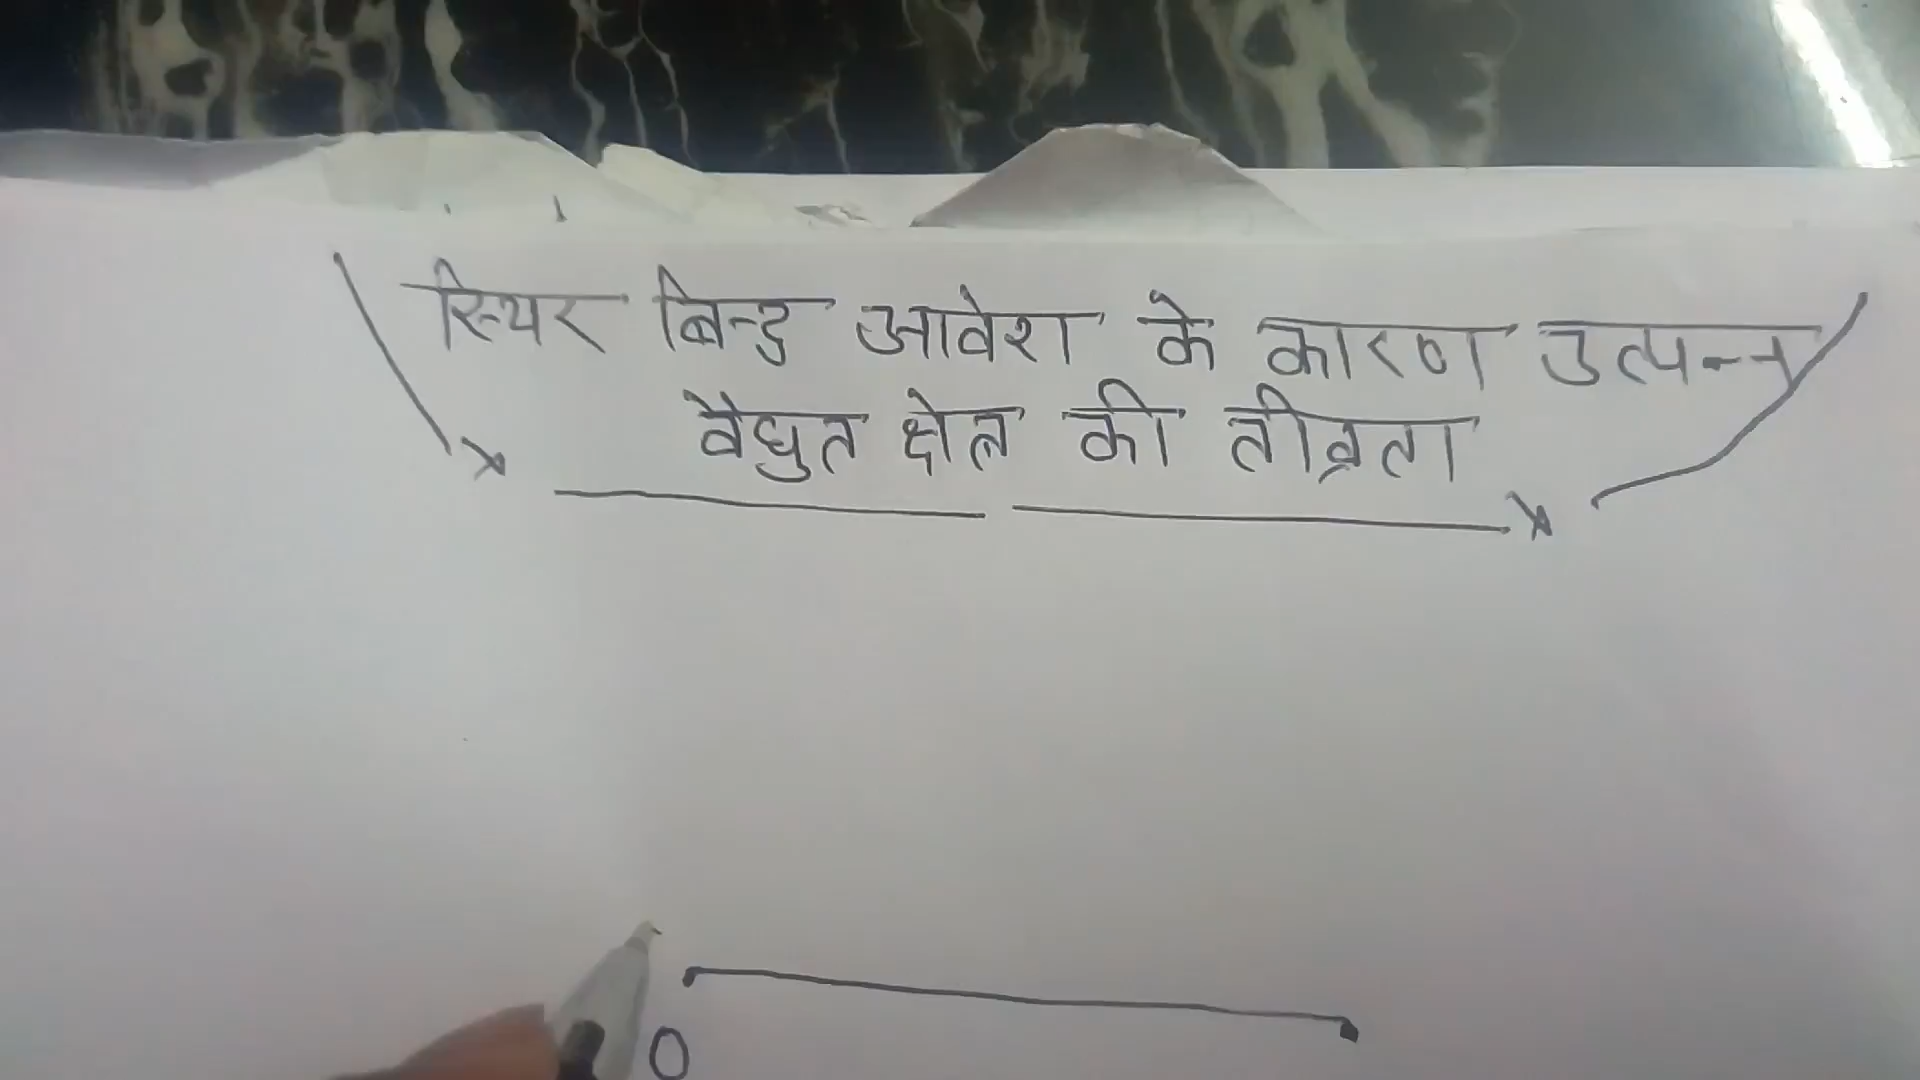 स्थिर बिन्दु आवेश के कारण उत्पन्न
वैधुत क्षेत्र की तीव्रता
O